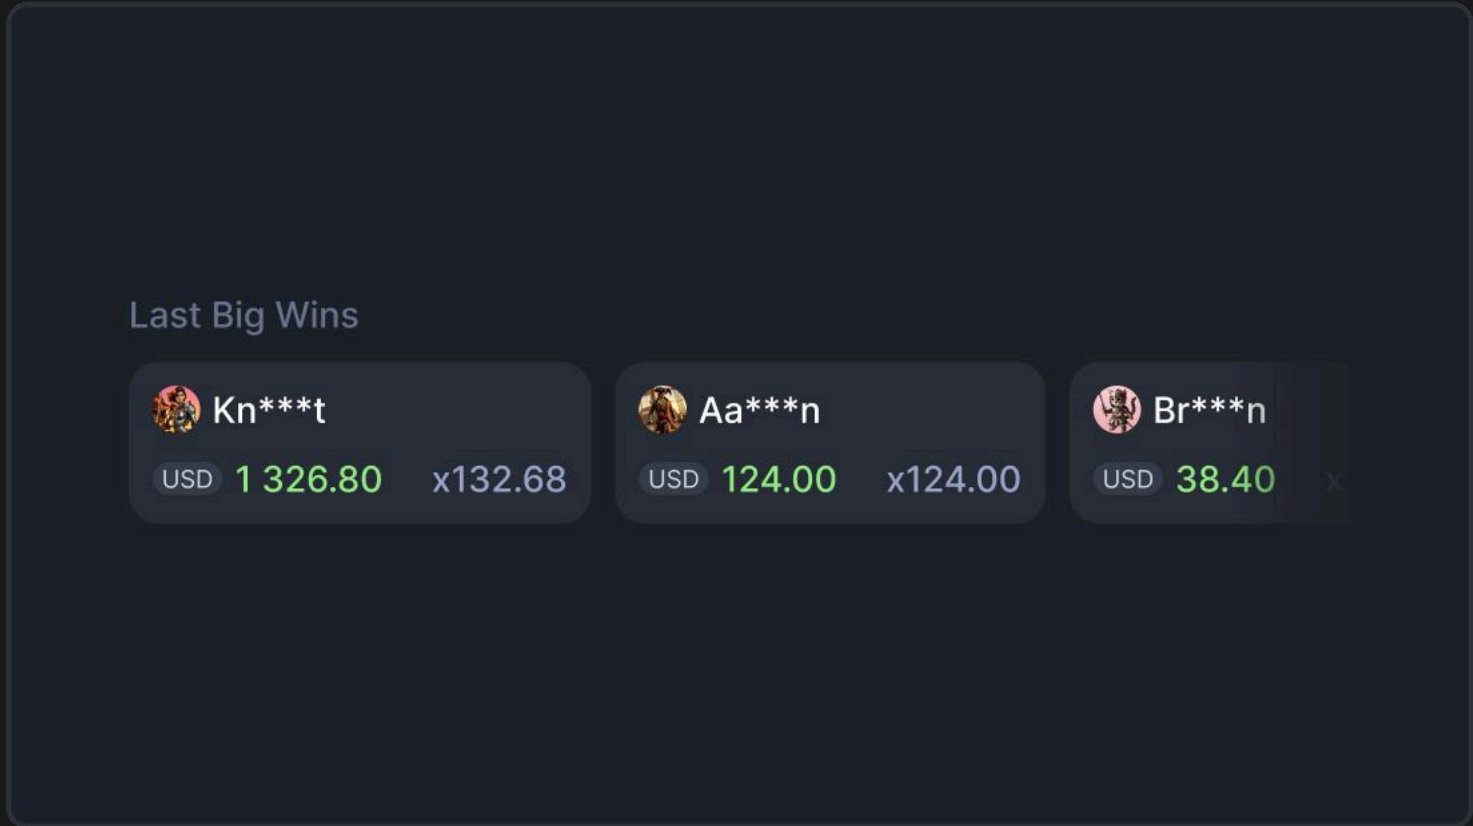 Last Big Wins
Kn***t
USD 1 326.80 x132.68
Aa***n
USD 124.00 x124.00
Br***n
USD 38.40 x